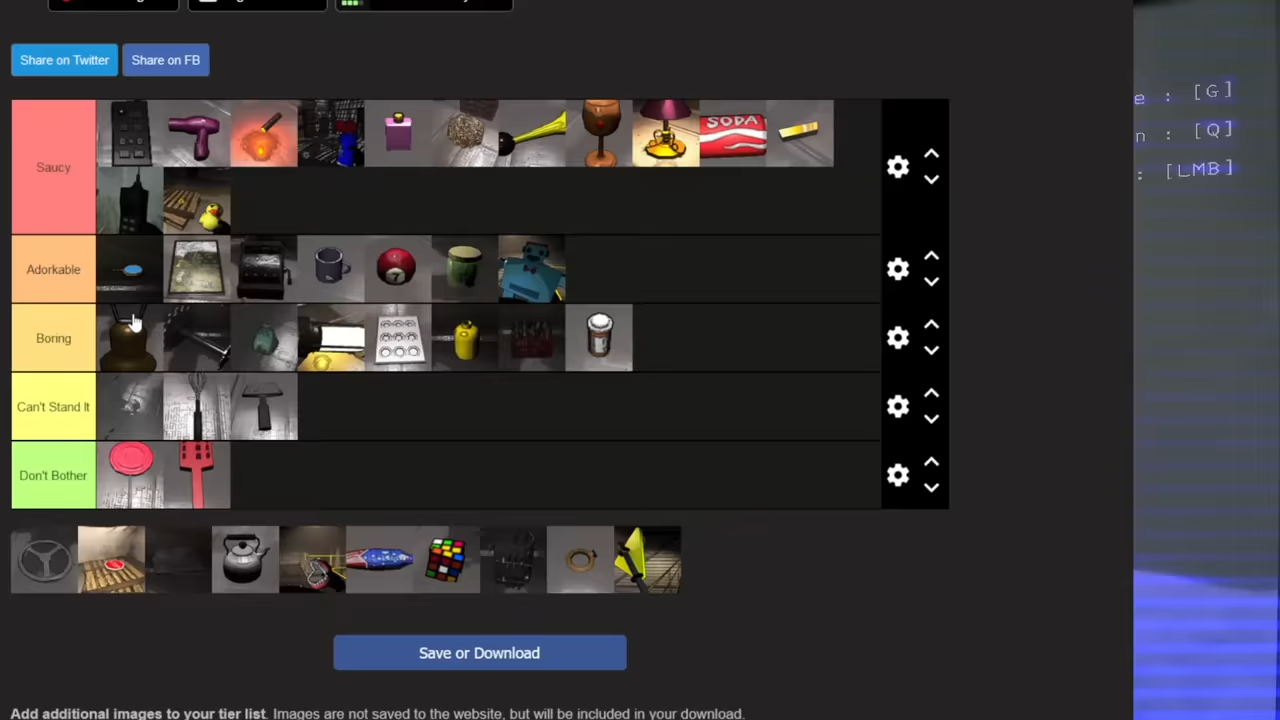 Share on Twitter
Share on FB
e : [G]
n : [Q]
: [LMB]
Saucy
SODA
Adorkable
7
Boring
Can't Stand It
Don't Bother
Save or Download
Add additional images to your tier list. Images are not saved to the website, but will be included in your download.